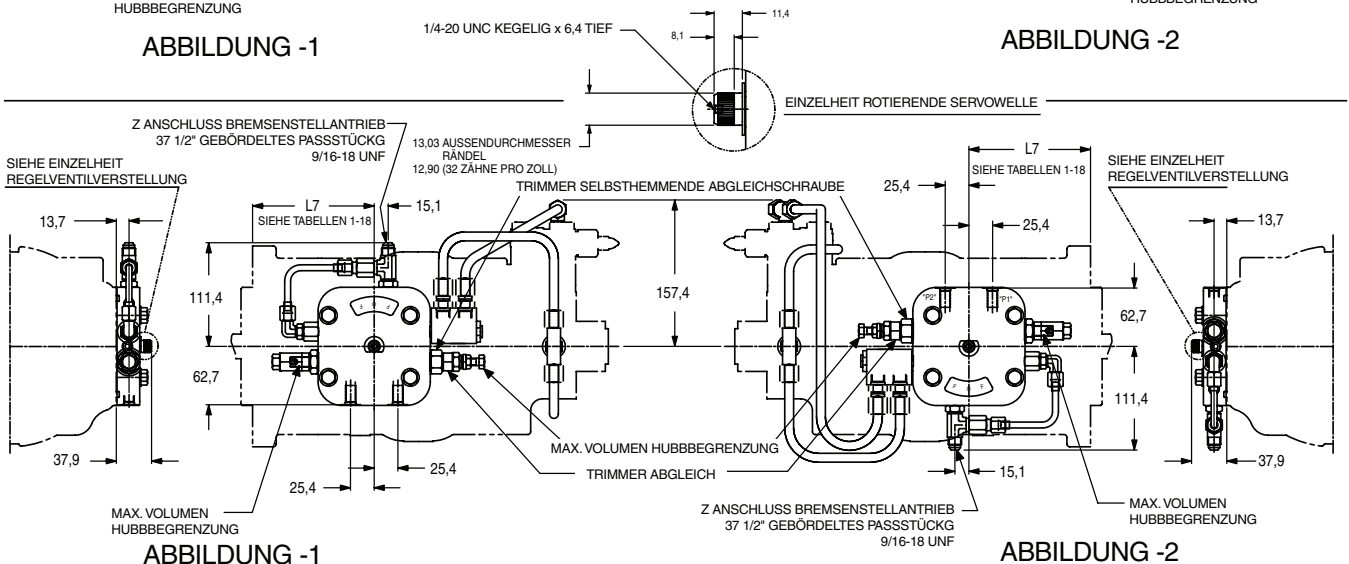 HUBBBEGRENZUNG
ABBILDUNG -1
1/4-20 UNC KEGELIG x 6,4 TIEF
11,4
8,1
HUBBBEGRENZUNG
ABBILDUNG -2
EINZELHEIT ROTIERENDE SERVOWELLE
13,03 AUSSENDURCHMESSER
RÄNDEL
12,90 (32 ZÄHNE PRO ZOLL)
Z ANSCHLUSS BREMSENSTELLANTRIEB
37 1/2" GEBÖRDELTES PASSSTÜCKG
9/16-18 UNF
SIEHE EINZELHEIT
REGELVENTILVERSTELLUNG
13,7
L7
SIEHE TABELLEN 1-18
15,1
TRIMMER SELBSTHEMMENDE ABGLEICHSCHRAUBE
25,4
L7
SIEHE TABELLEN 1-18
25,4
SIEHE EINZELHEIT
REGELVENTILVERSTELLUNG
13,7
111,4
62,7
F 0 F
157,4
"P2"
"P1"
F 0 F
62,7
111,4
37,9
25,4
25,4
MAX. VOLUMEN HUBBBEGRENZUNG
TRIMMER ABGLEICH
15,1
37,9
MAX. VOLUMEN
HUBBBEGRENZUNG
ABBILDUNG -1
Z ANSCHLUSS BREMSENSTELLANTRIEB
37 1/2" GEBÖRDELTES PASSSTÜCKG
9/16-18 UNF
MAX. VOLUMEN
HUBBBEGRENZUNG
ABBILDUNG -2